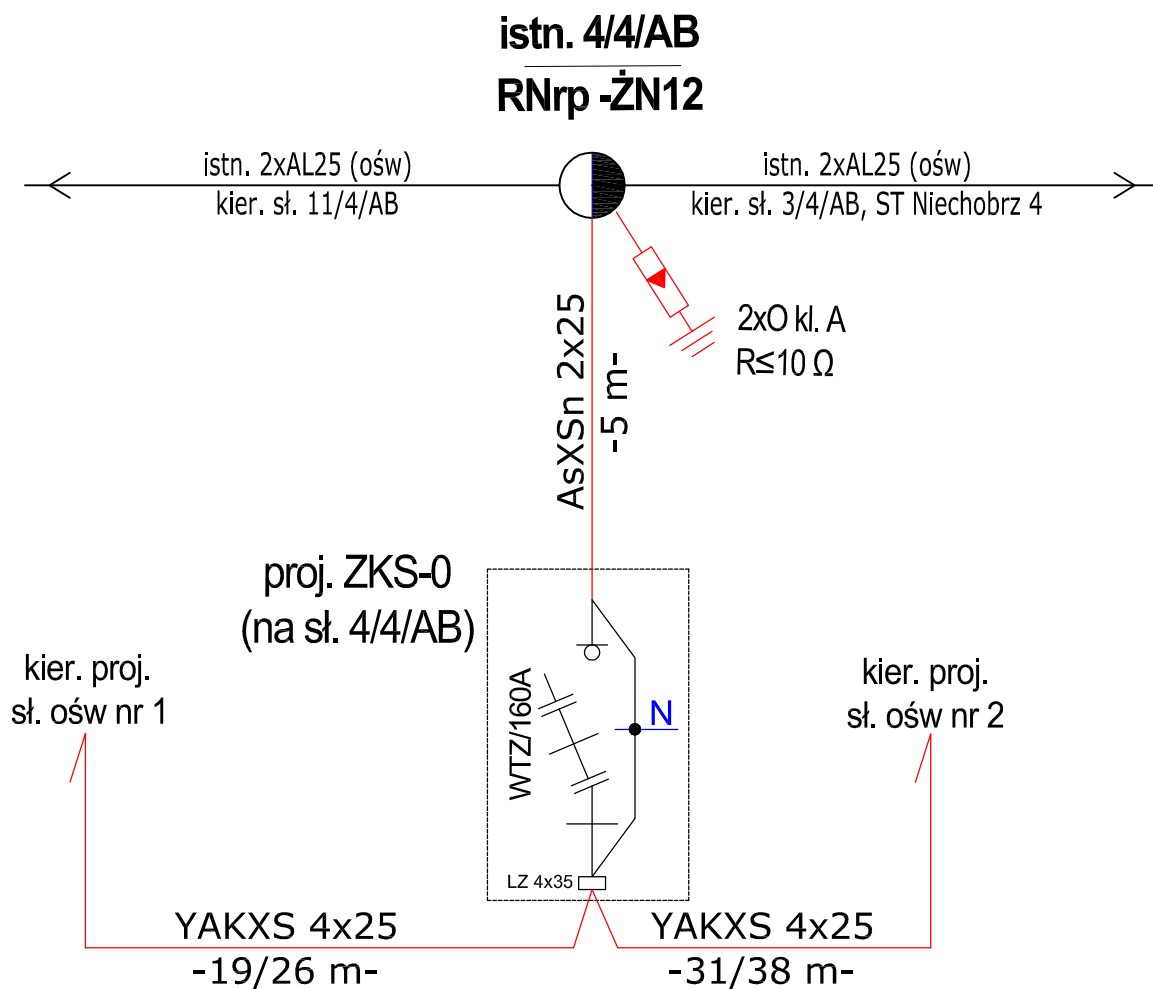 istn. 4/4/AB
RNrp -ŻN12
istn. 2xAL25 (ośw)
kier. sł. 11/4/AB
istn. 2xAL25 (ośw)
kier. sł. 3/4/AB, ST Niechobrz 4
2xO kl. A
R≤10 Ω
AsXSn 2x25
-5 m-
proj. ZKS-0
(na sł. 4/4/AB)
kier. proj.
sł. ośw nr 1
kier. proj.
sł. ośw nr 2
WTZ/160A
N
LZ 4x35
YAKXS 4x25
-19/26 m-
YAKXS 4x25
-31/38 m-